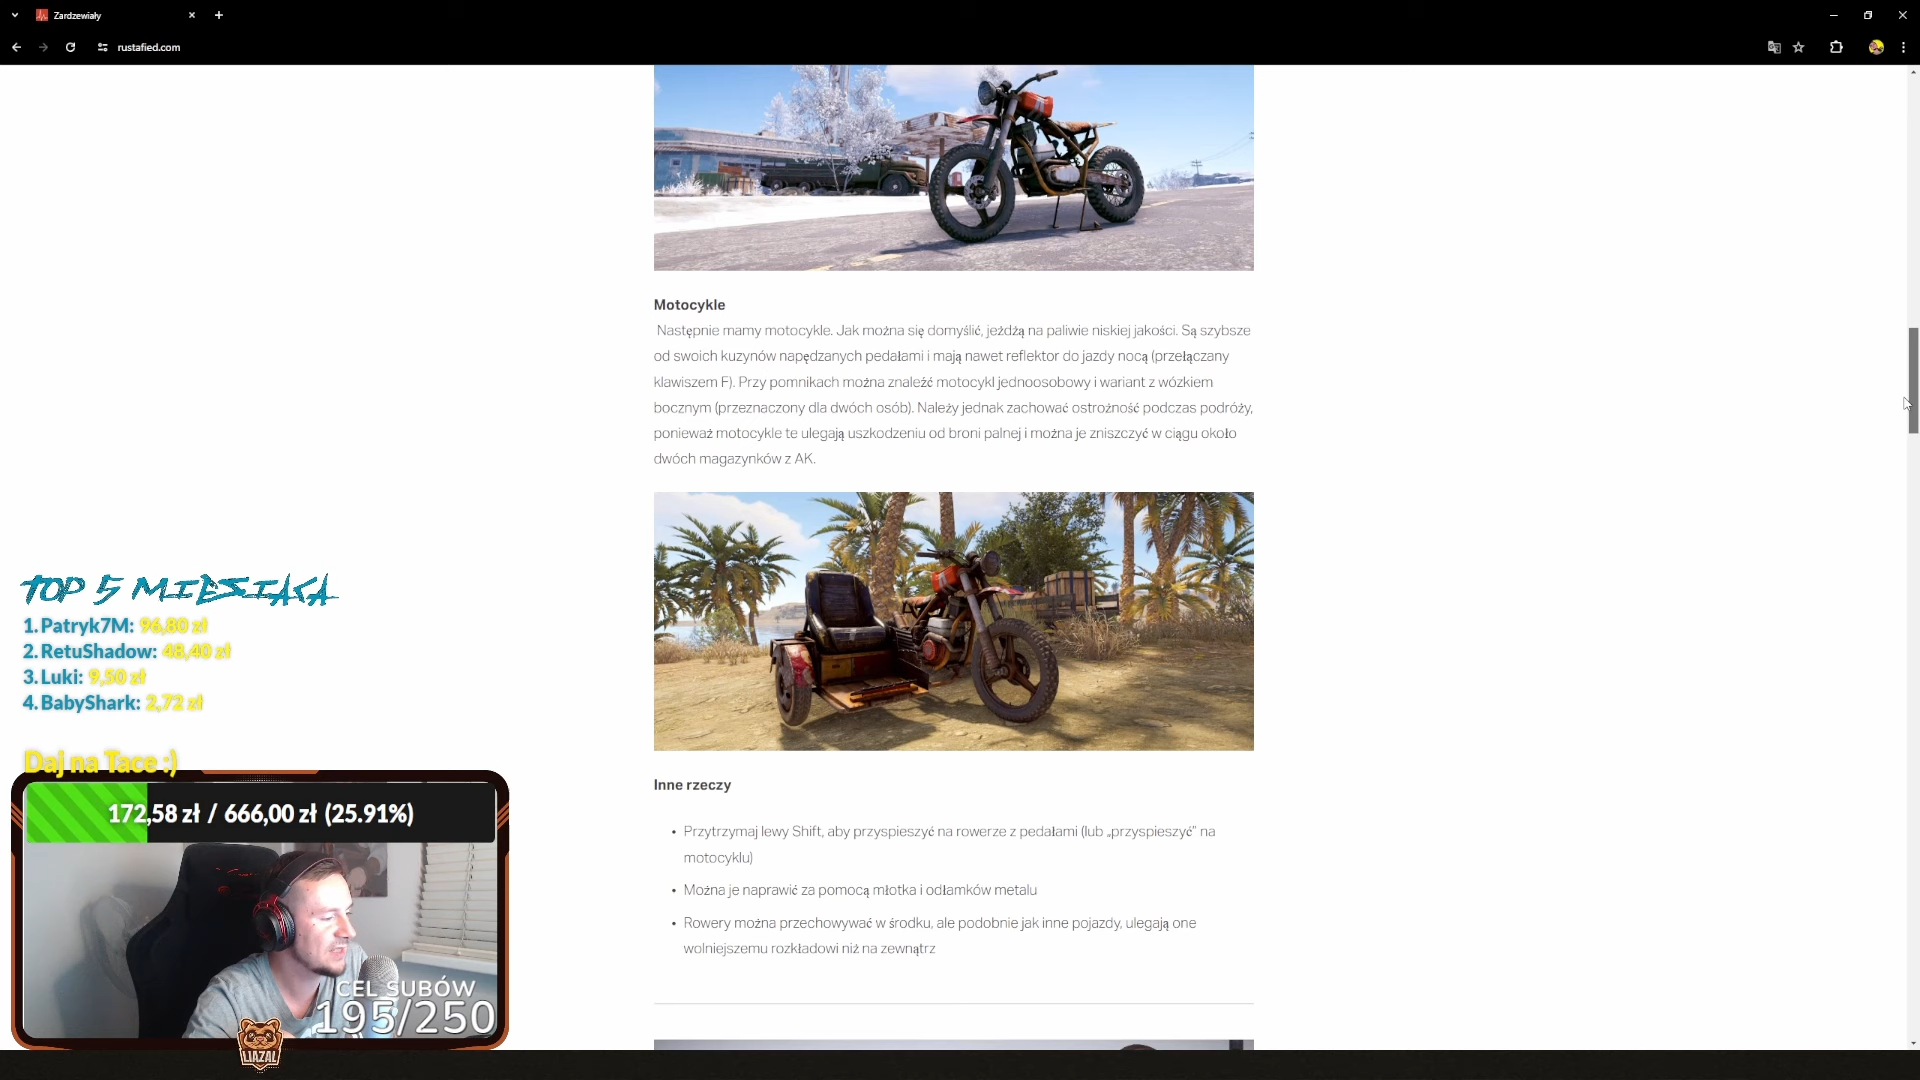 Zardzewiały
rustafied.com
Motocykle
Następnie mamy motocykle. Jak można się domyślić, jeżdżą na paliwie niskiej jakości. Są szybsze
od swoich kuzynów napędzanych pedałami i mają nawet reflektor do jazdy nocą (przełączany
klawiszem F). Przy pomnikach można znaleźć motocykl jednoosobowy i wariant z wózkiem
bocznym (przeznaczony dla dwóch osób). Należy jednak zachować ostrożność podczas podróży,
ponieważ motocykle te ulegają uszkodzeniu od broni palnej i można je zniszczyć w ciągu około
dwóch magazynków z AK.
TOP 5 MIESIACA
1. Patryk7M: 96,80 zł
2. RetuShadow: 48,40 zł
3. Luki: 9,50 zł
4. BabyShark: 2,72 zł
Daj na Tace :)
172,58 zł / 666,00 zł (25.91%)
CEL SUBÓW
195/250
LIAZAL
Inne rzeczy
• Przytrzymaj lewy Shift, aby przyspieszyć na rowerze z pedałami (lub „przyspieszyć” na
motocyklu)
• Można je naprawić za pomocą młotka i odłamków metalu
• Rowery można przechowywać w środku, ale podobnie jak inne pojazdy, ulegają one
wolniejszemu rozkładowi niż na zewnątrz